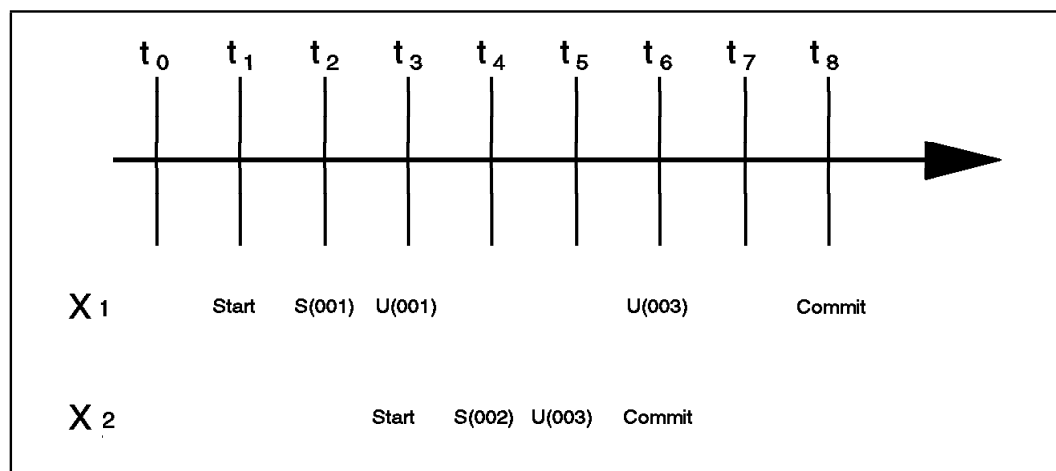 t0 t1 t2 t3 t4 t5 t6 t7 t8
X1 Start S(001) U(001) U(003) Commit
X2 Start S(002) U(003) Commit